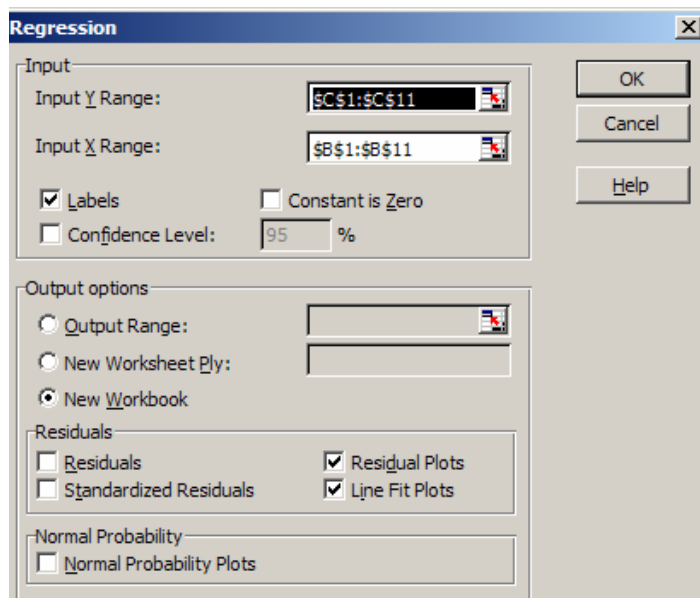 Regression
Input
Input Y Range: $C$1:$C$11
Input X Range: $B$1:$B$11
Labels Constant is Zero
Confidence Level: 95 %
OK
Cancel
Help
Output options
Output Range:
New Worksheet Ply:
New Workbook
Residuals
Residuals Residual Plots
Standardized Residuals Line Fit Plots
Normal Probability
Normal Probability Plots